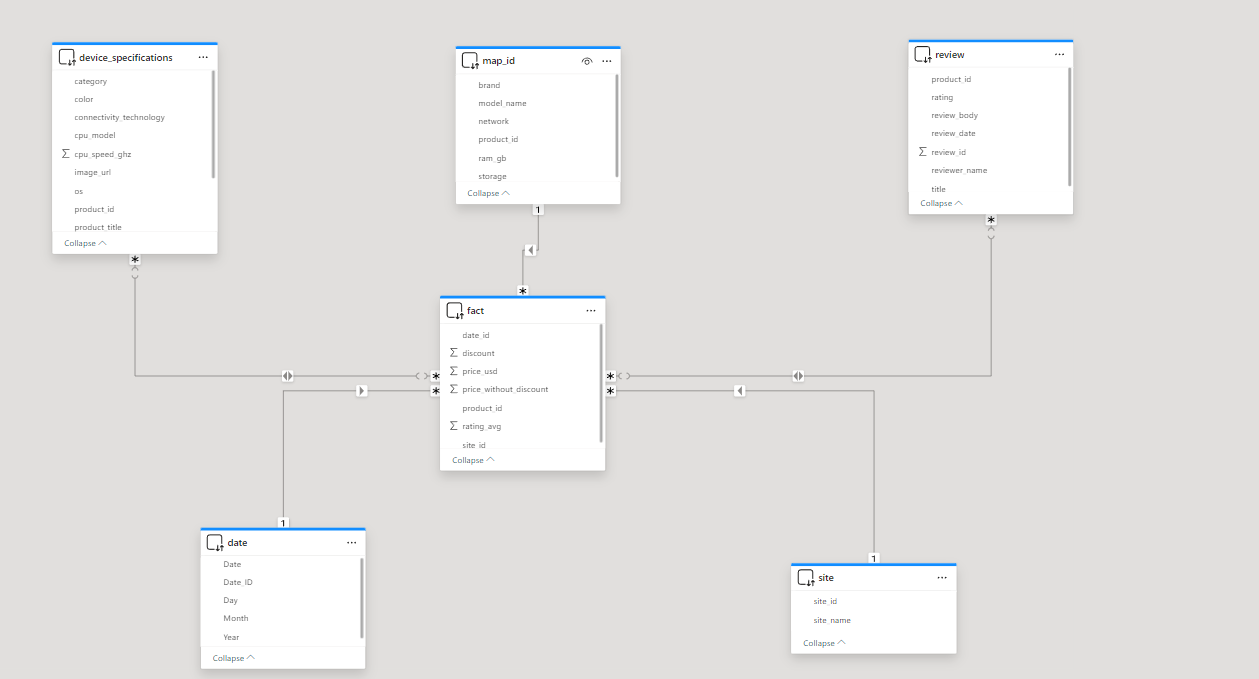 device_specifications
category
color
connectivity_technology
cpu_model
cpu_speed_ghz
image_url
os
product_id
product_title
Collapse
*
map_id
brand
model_name
network
product_id
ram_gb
storage
Collapse
1
*
review
product_id
rating
review_body
review_date
review_id
reviewer_name
title
Collapse
*
fact
date_id
discount
price_usd
price_without_discount
product_id
rating_avg
site_id
Collapse
*
*
*
*
1
date
Date
Date_ID
Day
Month
Year
Collapse
1
site
site_id
site_name
Collapse